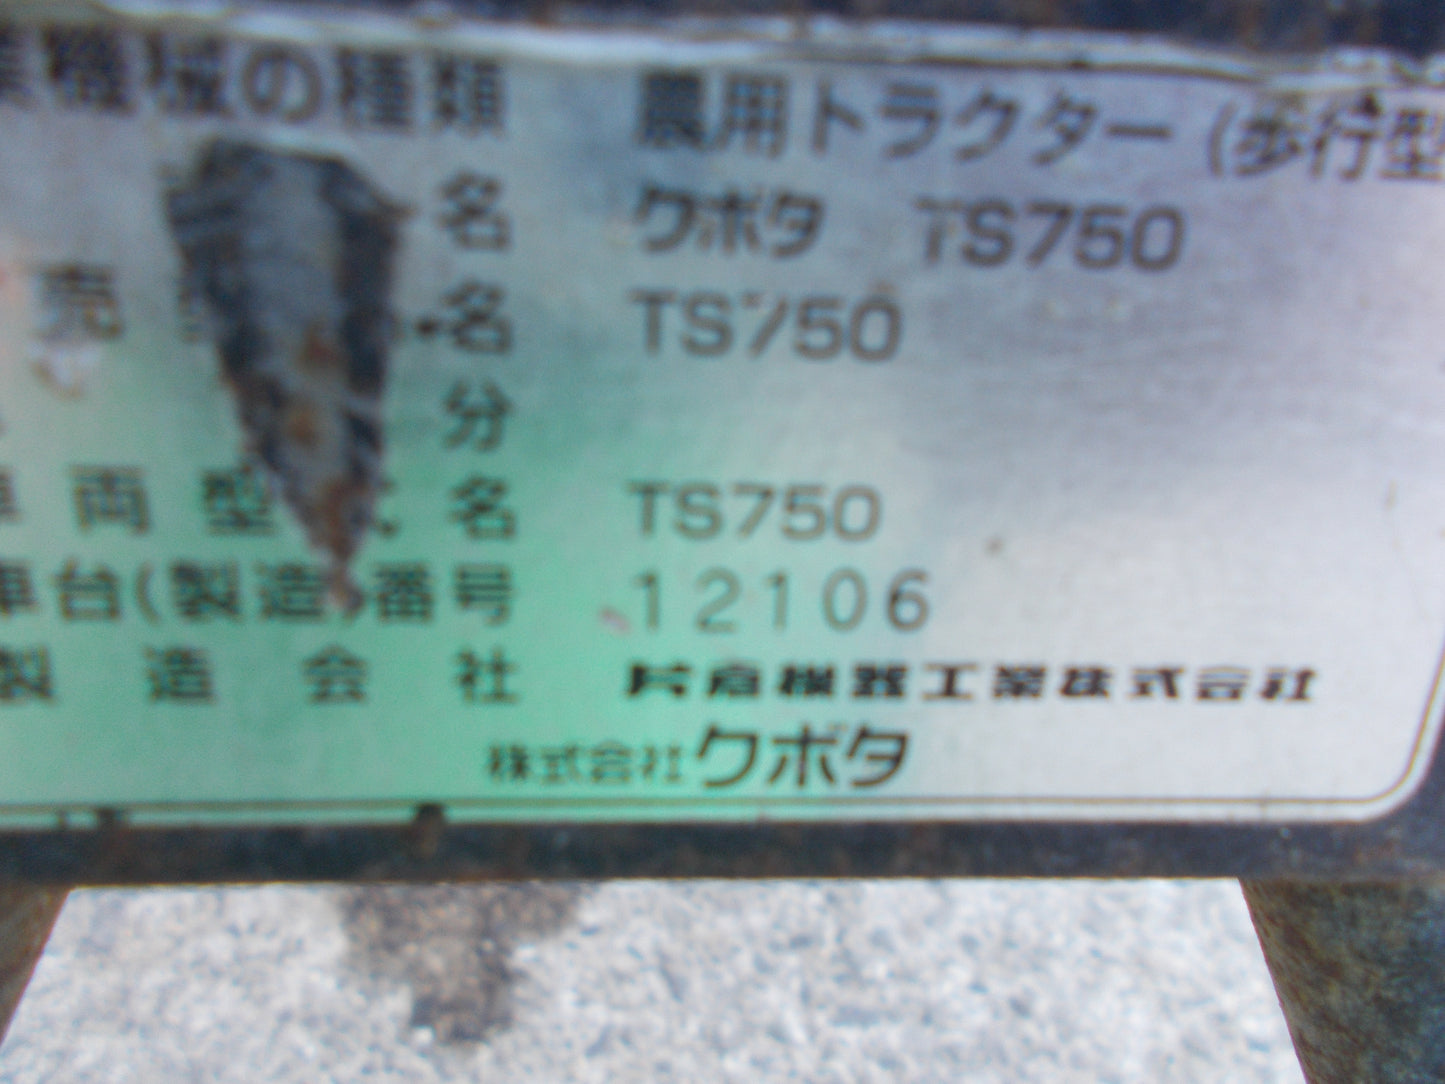 機械の種類 農用トラクター (歩行型
名 クボタ TS750
売 名 TS750
分
車両型式名 TS750
車台(製造)番号 12106
製造会社 片倉機器工業株式会社
株式会社クボタ